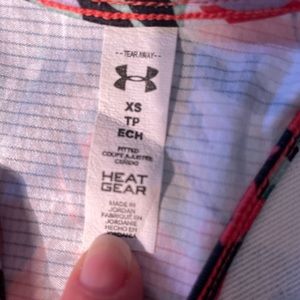 --TEAR AWAY--
XS
TP
ECH
FITTED
COUPE AJUSTÉE
CEÑIDO
HEAT
GEAR
MADE IN
JORDAN
FABRIQUÉ EN
JORDANIE
HECHO EN
JORDANIA